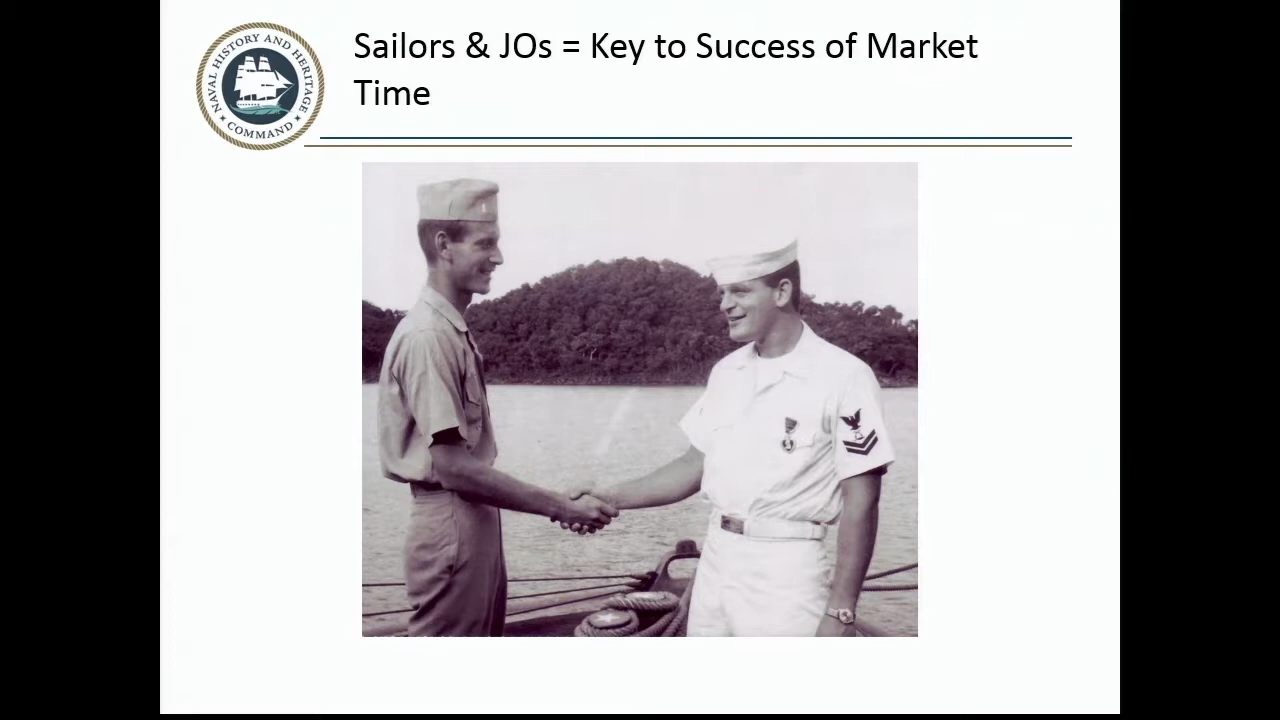 Sailors & JOs = Key to Success of Market
Time
NAVAL HISTORY AND HERITAGE
COMMAND